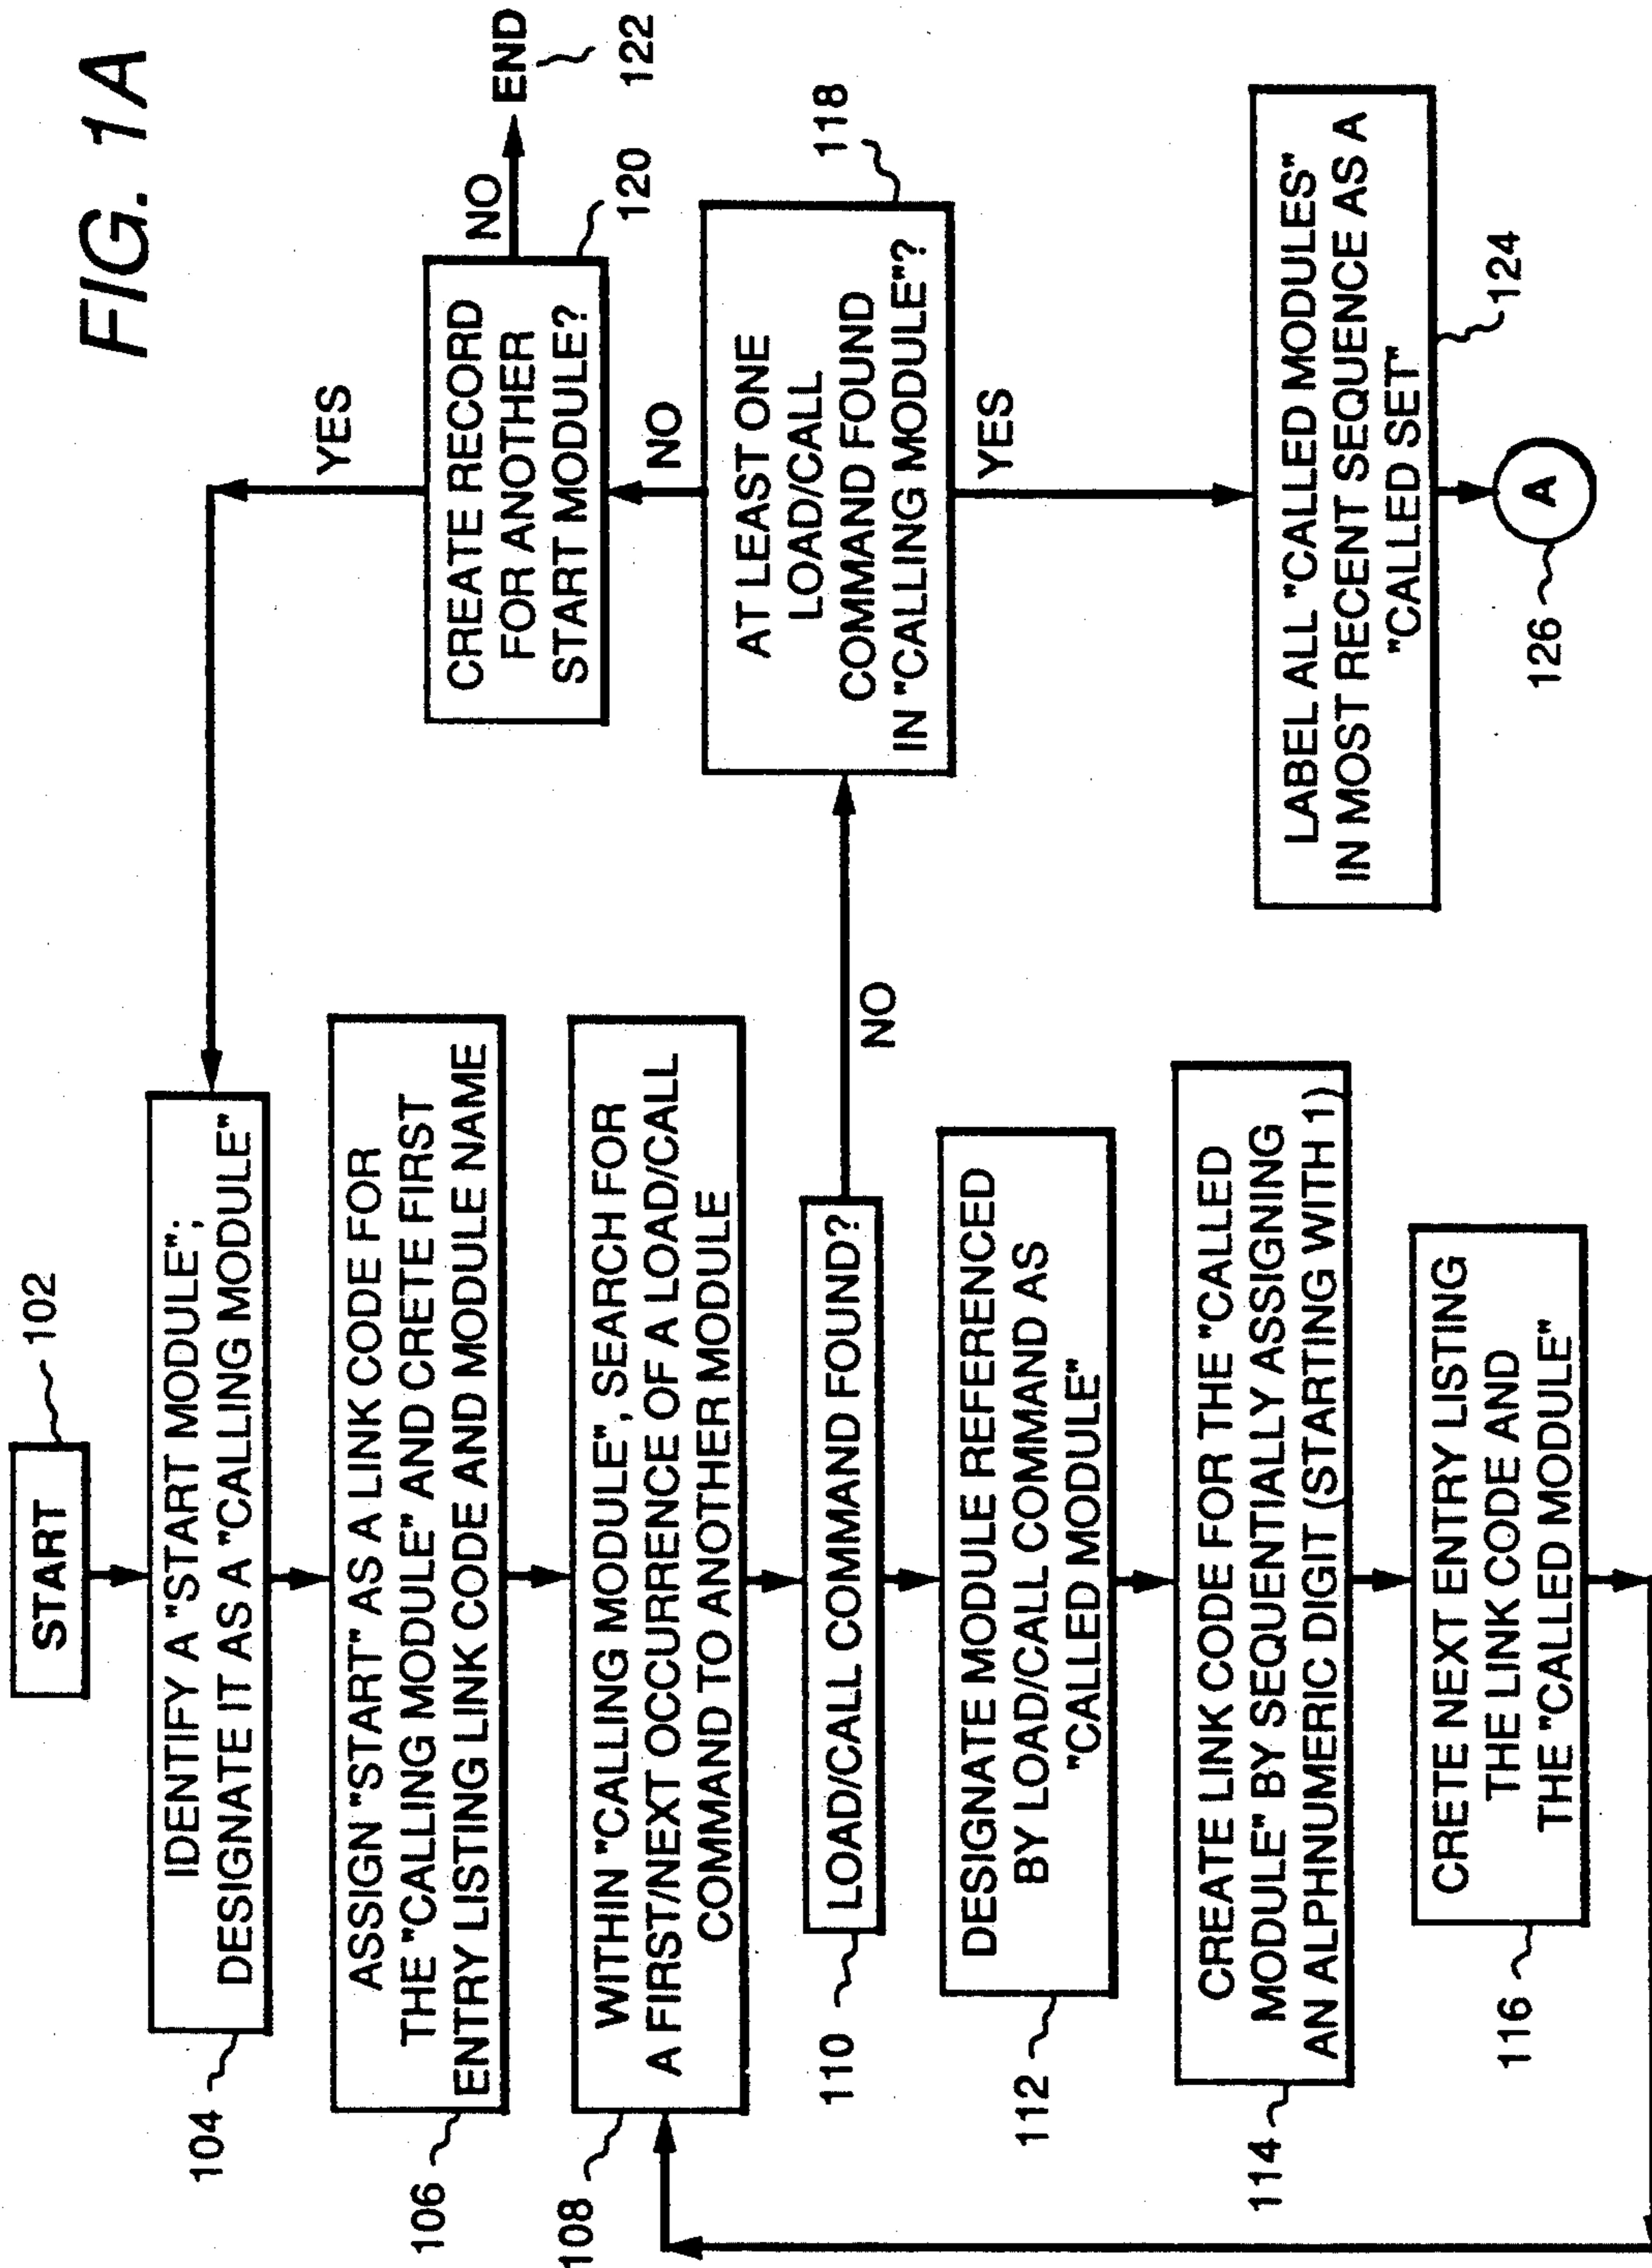 FIG. 1A
START
102
IDENTIFY A "START MODULE";
DESIGNATE IT AS A "CALLING MODULE"
104
ASSIGN "START" AS A LINK CODE FOR
THE "CALLING MODULE" AND CRETE FIRST
ENTRY LISTING LINK CODE AND MODULE NAME
106
WITHIN "CALLING MODULE", SEARCH FOR
A FIRST/NEXT OCCURRENCE OF A LOAD/CALL
COMMAND TO ANOTHER MODULE
108
LOAD/CALL COMMAND FOUND?
110
NO
DESIGNATE MODULE REFERENCED
BY LOAD/CALL COMMAND AS
"CALLED MODULE"
112
CREATE LINK CODE FOR THE "CALLED
MODULE" BY SEQUENTIALLY ASSIGNING
AN ALPHNUMERIC DIGIT (STARTING WITH 1)
114
CRETE NEXT ENTRY LISTING
THE LINK CODE AND
THE "CALLED MODULE"
116
YES
CREATE RECORD
FOR ANOTHER
START MODULE?
120
NO
END
122
NO
AT LEAST ONE
LOAD/CALL
COMMAND FOUND
IN "CALLING MODULE"?
118
YES
LABEL ALL "CALLED MODULES"
IN MOST RECENT SEQUENCE AS A
"CALLED SET"
124
A
126